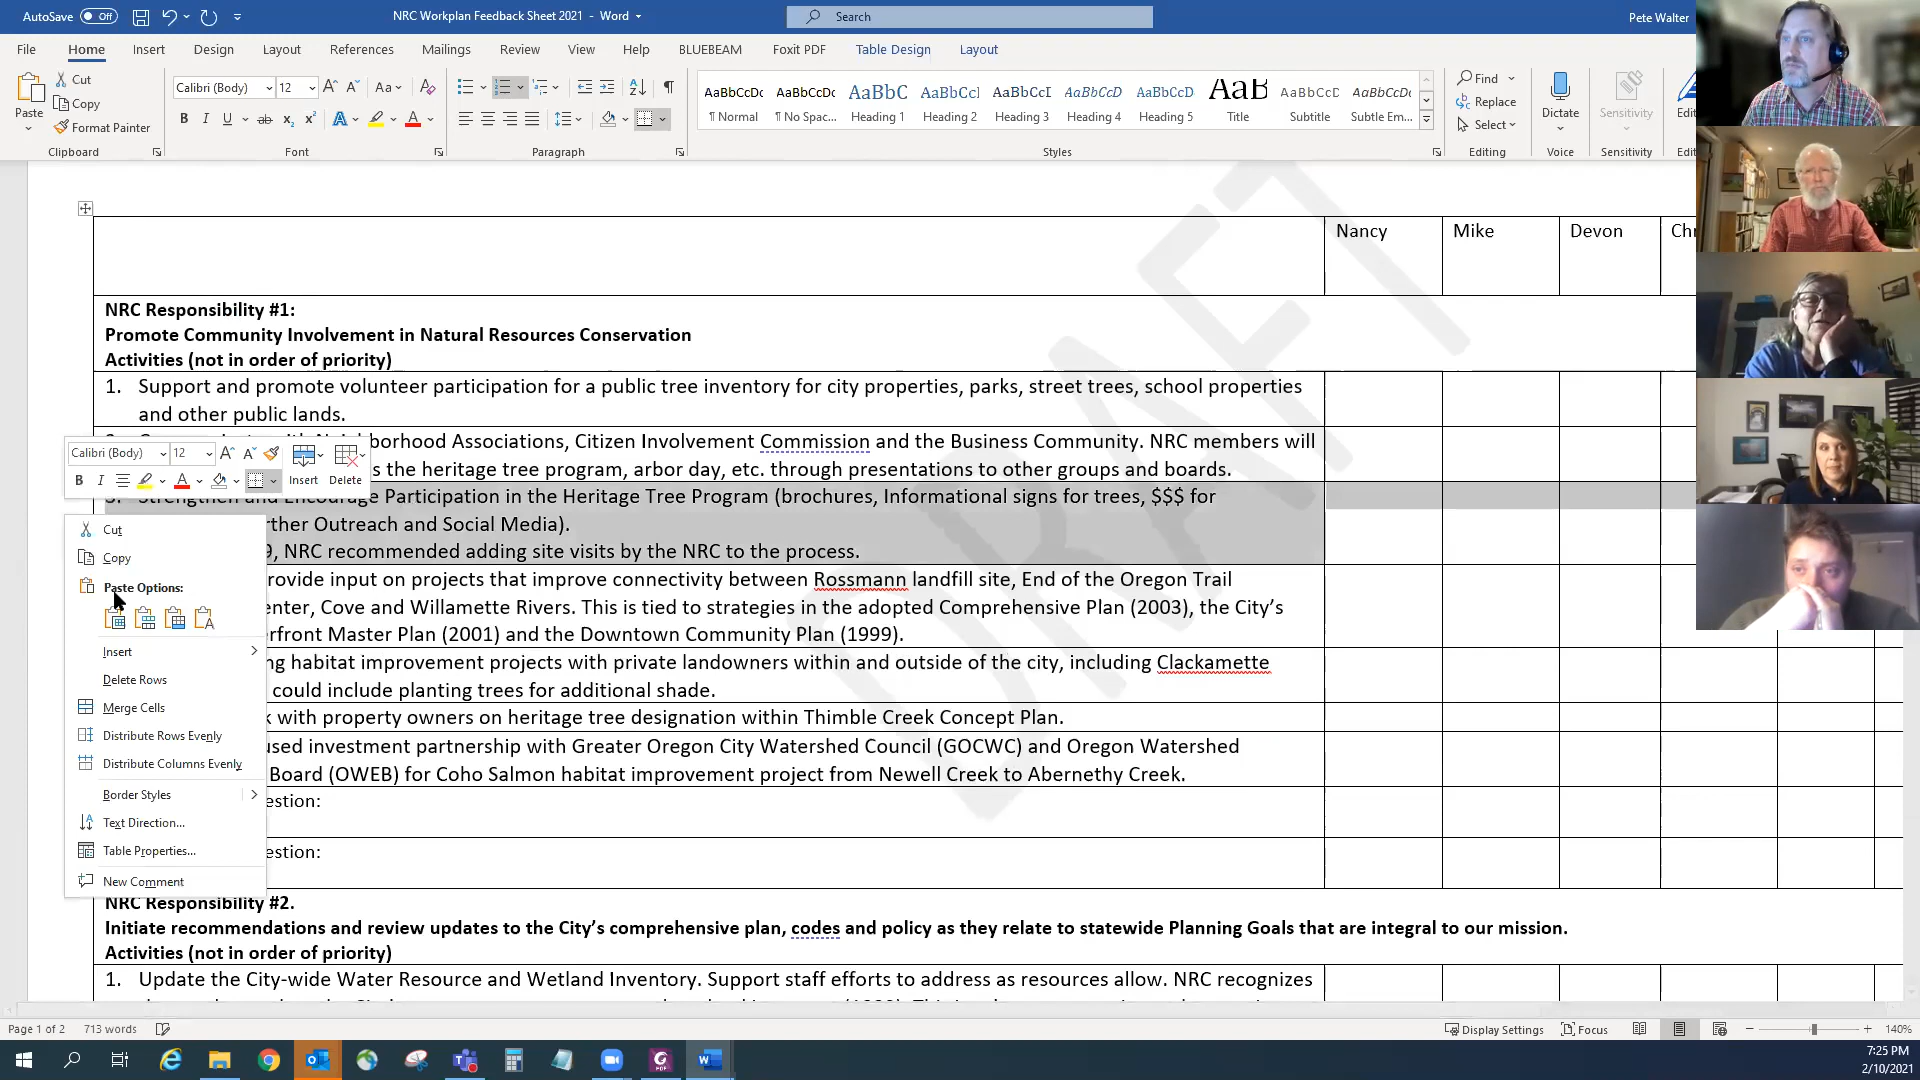 AutoSave Off
NRC Workplan Feedback Sheet 2021 - Word
Search
Pete Walter
File Home Insert Design Layout References Mailings Review View Help BLUEBEAM Foxit PDF Table Design Layout
Paste
Cut
Copy
Format Painter
Clipboard
Calibri (Body) 12
Font
Paragraph
AaBbCcDc AaBbCcDc AaBbC AaBbCcl AaBbCcI AaBbCcD AaBbCcD AaB AaBbCcD AaBbCcDc
¶ Normal ¶ No Spac... Heading 1 Heading 2 Heading 3 Heading 4 Heading 5 Title Subtitle Subtle Em...
Styles
Find
Replace
Select
Editing
Dictate
Voice
Sensitivity
Sensitivity
Nancy Mike Devon
NRC Responsibility #1:
Promote Community Involvement in Natural Resources Conservation
Activities (not in order of priority)
1. Support and promote volunteer participation for a public tree inventory for city properties, parks, street trees, school properties
and other public lands.
Associations, Citizen Involvement Commission and the Business Community. NRC members will
the heritage tree program, arbor day, etc. through presentations to other groups and boards.
Participation in the Heritage Tree Program (brochures, Informational signs for trees, $$$ for
Outreach and Social Media).
NRC recommended adding site visits by the NRC to the process.
input on projects that improve connectivity between Rossmann landfill site, End of the Oregon Trail
Cove and Willamette Rivers. This is tied to strategies in the adopted Comprehensive Plan (2003), the City's
Master Plan (2001) and the Downtown Community Plan (1999).
habitat improvement projects with private landowners within and outside of the city, including Clackamette
could include planting trees for additional shade.
with property owners on heritage tree designation within Thimble Creek Concept Plan.
investment partnership with Greater Oregon City Watershed Council (GOCWC) and Oregon Watershed
Board (OWEB) for Coho Salmon habitat improvement project from Newell Creek to Abernethy Creek.
estion:
estion:
NRC Responsibility #2.
Initiate recommendations and review updates to the City's comprehensive plan, codes and policy as they relate to statewide Planning Goals that are integral to our mission.
Activities (not in order of priority)
1. Update the City-wide Water Resource and Wetland Inventory. Support staff efforts to address as resources allow. NRC recognizes
DRAFT
Calibri (Body) 12
Insert Delete
Cut
Copy
Paste Options:
Insert
Delete Rows
Merge Cells
Distribute Rows Evenly
Distribute Columns Evenly
Border Styles
Text Direction...
Table Properties...
New Comment
Page 1 of 2 713 words
Display Settings Focus 140%
7:25 PM
2/10/2021